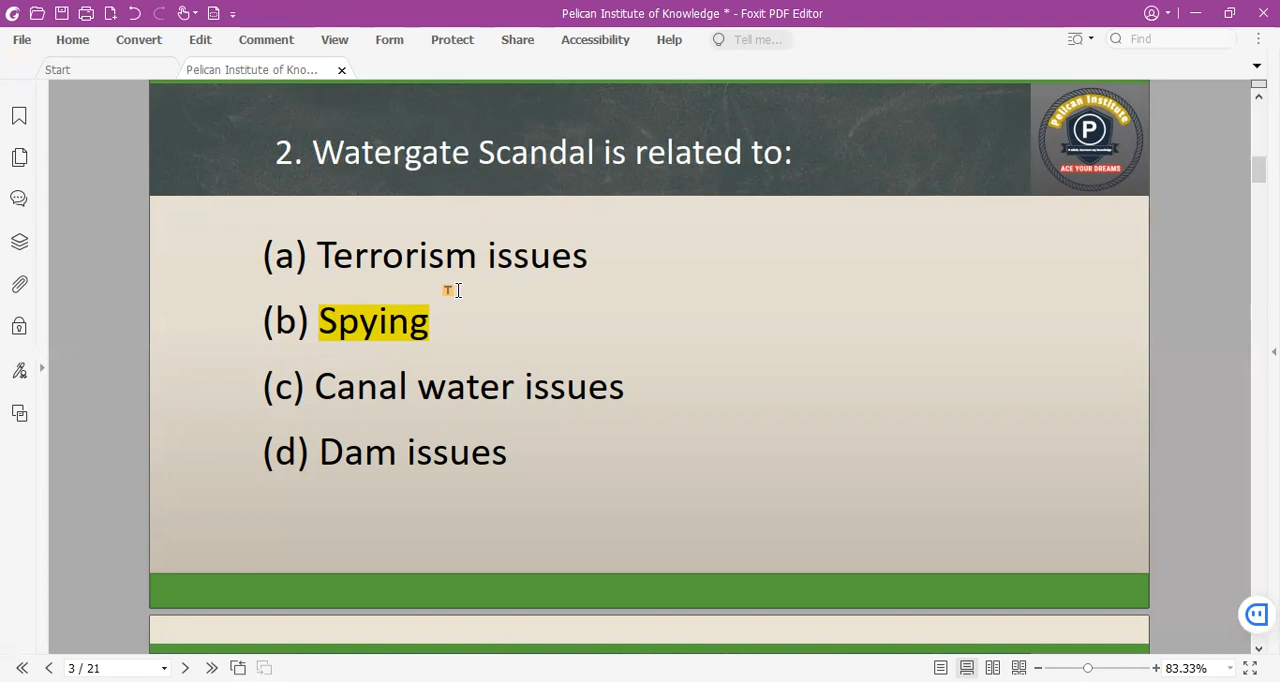 Pelican Institute of Knowledge * - Foxit PDF Editor
File Home Convert Edit Comment View Form Protect Share Accessibility Help Tell me... Find
Start Pelican Institute of Kno...
2. Watergate Scandal is related to:
Pelican Institute
P
ACE YOUR DREAMS
(a) Terrorism issues
T
(b) Spying
(c) Canal water issues
(d) Dam issues
3 / 21 83.33%